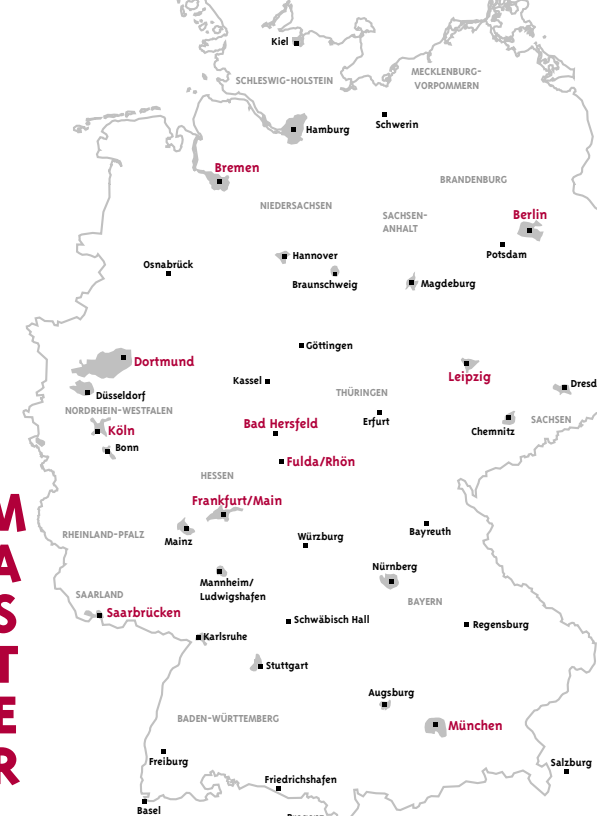 Kiel
SCHLESWIG-HOLSTEIN
MECKLENBURG-
VORPOMMERN
Hamburg
Schwerin
Bremen
BRANDENBURG
NIEDERSACHSEN
SACHSEN-
ANHALT
Berlin
Potsdam
Osnabrück
Hannover
Braunschweig
Magdeburg
Göttingen
Dortmund
Leipzig
Kassel
Dresd
Düsseldorf
THÜRINGEN
NORDRHEIN-WESTFALEN
Erfurt
SACHSEN
Köln
Bad Hersfeld
Chemnitz
Bonn
Fulda/Rhön
HESSEN
Frankfurt/Main
RHEINLAND-PFALZ
Mainz
Würzburg
Bayreuth
Nürnberg
Mannheim/
Ludwigshafen
SAARLAND
BAYERN
Saarbrücken
Schwäbisch Hall
Regensburg
Karlsruhe
Stuttgart
Augsburg
BADEN-WÜRTTEMBERG
München
Freiburg
Salzburg
Friedrichshafen
Basel
M
A
S
T
E
R